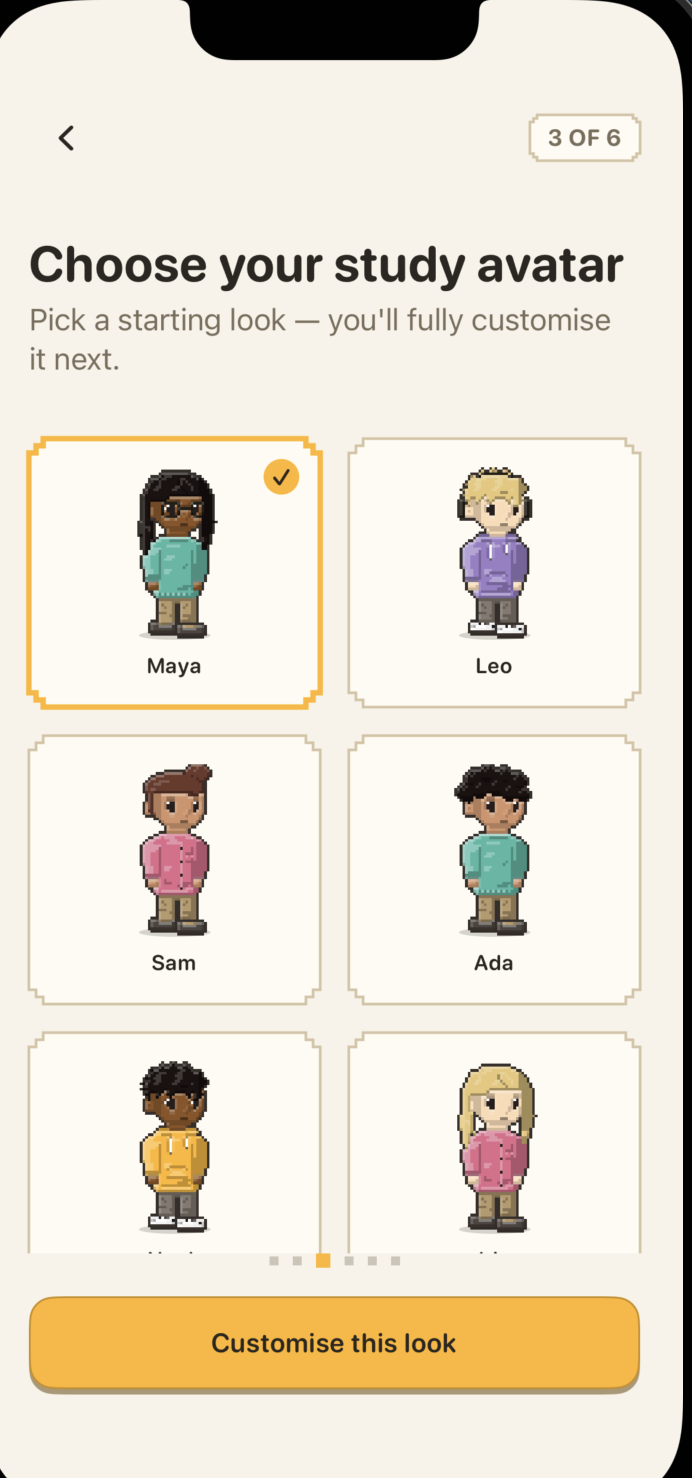 3 OF 6
Choose your study avatar
Pick a starting look — you'll fully customise
it next.
Maya
Leo
Sam
Ada
Customise this look